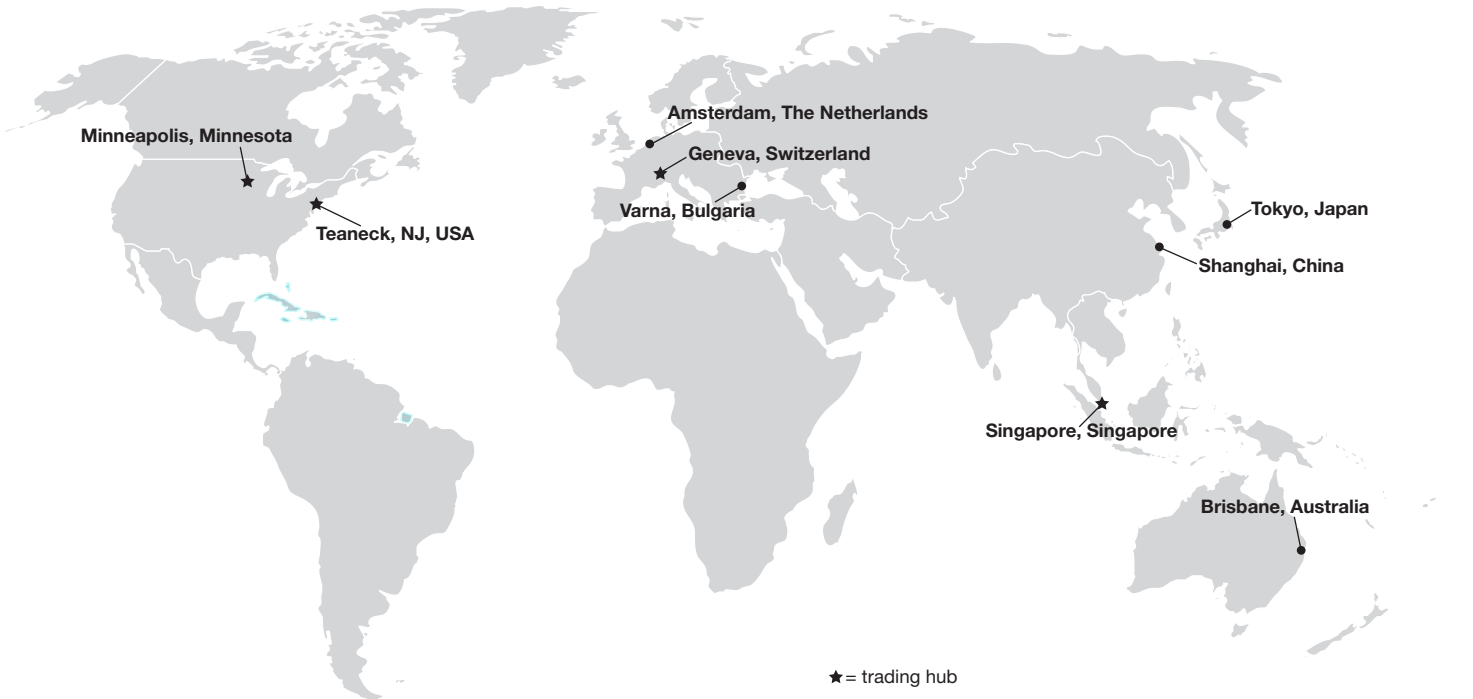 Amsterdam, The Netherlands
Minneapolis, Minnesota
Geneva, Switzerland
Varna, Bulgaria
Tokyo, Japan
Teaneck, NJ, USA
Shanghai, China
Singapore, Singapore
Brisbane, Australia
★= trading hub